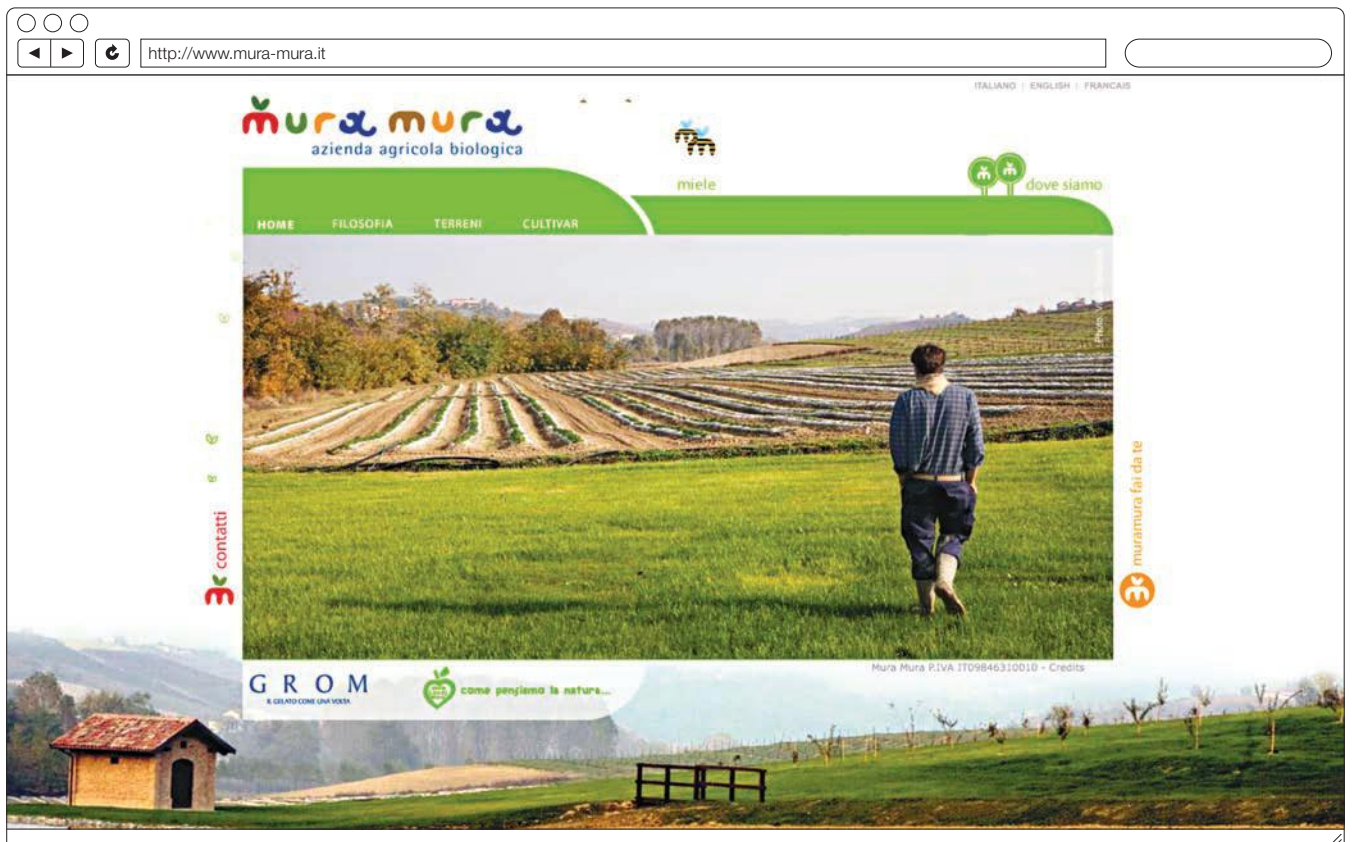 http://www.mura-mura.it
ITALIANO | ENGLISH | FRANCAIS
mura mura
azienda agricola biologica
miele
dove siamo
HOME FILOSOFIA TERRENI CULTIVAR
Photo:
contatti
muramura fai da te
Mura Mura P.IVA IT09846310010 - Credits
GROM
IL GELATO COME UNA VOLTA
come pensiamo la natura...